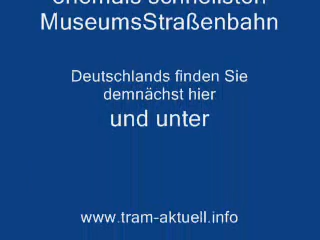 ehemals schnellsten
MuseumsStraßenbahn
Deutschlands finden Sie
demnächst hier
und unter
www.tram-aktuell.info